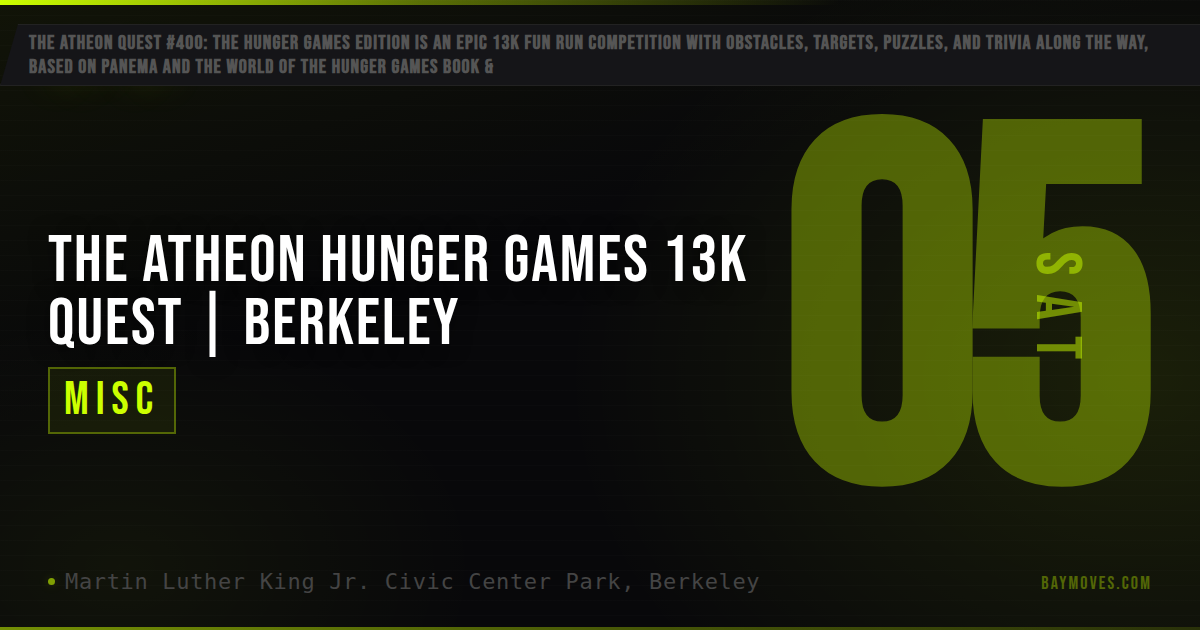 THE ATHEON QUEST #400: THE HUNGER GAMES EDITION IS AN EPIC 13K FUN RUN COMPETITION WITH OBSTACLES, TARGETS, PUZZLES, AND TRIVIA ALONG THE WAY,
BASED ON PANEMA AND THE WORLD OF THE HUNGER GAMES BOOK &
THE ATHEON HUNGER GAMES 13K
QUEST | BERKELEY
MISC
05
SAT
Martin Luther King Jr. Civic Center Park, Berkeley
BAYMOVES.COM